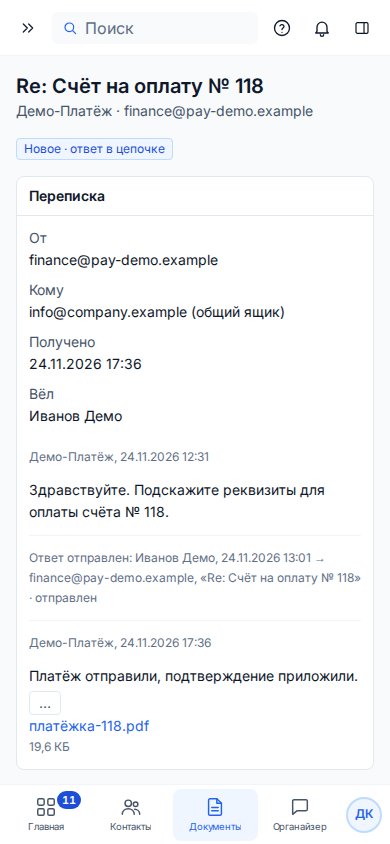 Поиск
Re: Счёт на оплату № 118
Демо-Платёж · finance@pay-demo.example
Новое · ответ в цепочке
Переписка
От
finance@pay-demo.example
Кому
info@company.example (общий ящик)
Получено
24.11.2026 17:36
Вёл
Иванов Демо
Демо-Платёж, 24.11.2026 12:31
Здравствуйте. Подскажите реквизиты для
оплаты счёта № 118.
Ответ отправлен: Иванов Демо, 24.11.2026 13:01 →
finance@pay-demo.example, «Re: Счёт на оплату № 118»
· отправлен
Демо-Платёж, 24.11.2026 17:36
Платёж отправили, подтверждение приложили.
...
платёжка-118.pdf
19,6 КБ
11
Главная
Контакты
Документы
Органайзер
ДК